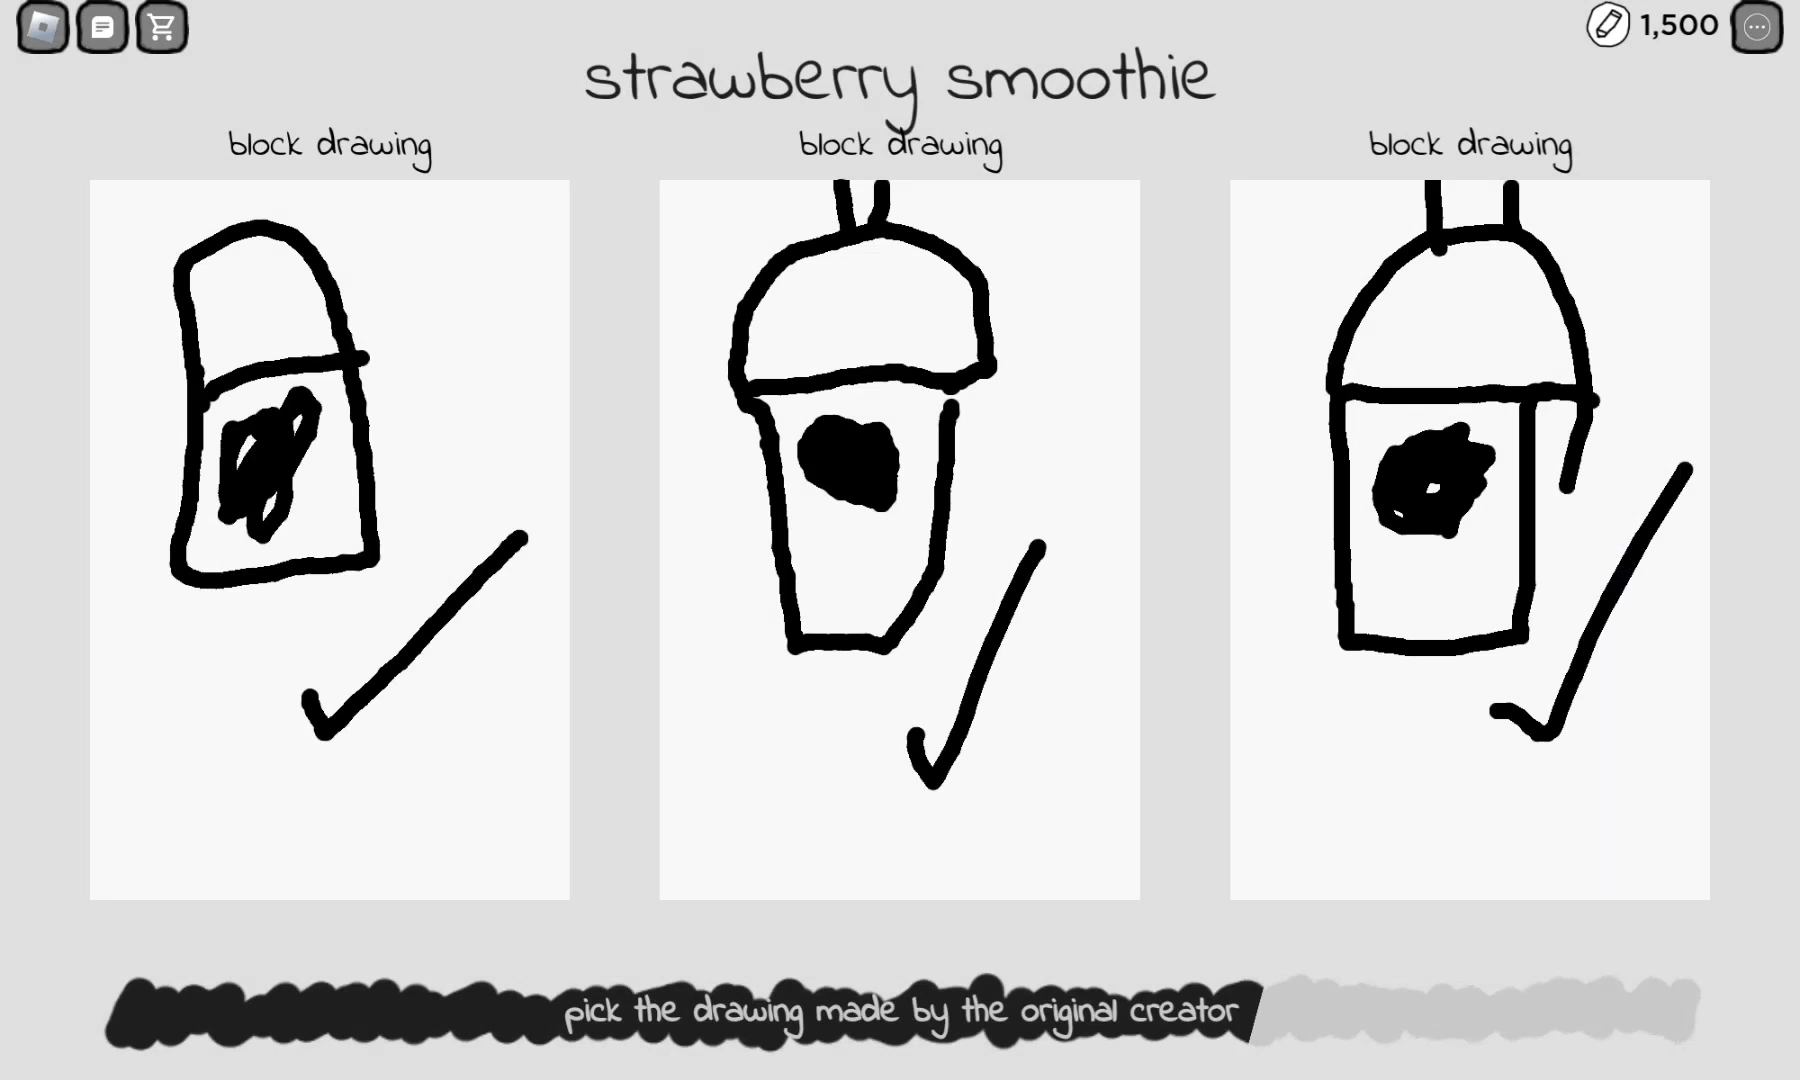 1,500
strawberry smoothie
block drawing
block drawing
block drawing
pick the drawing made by the original creator